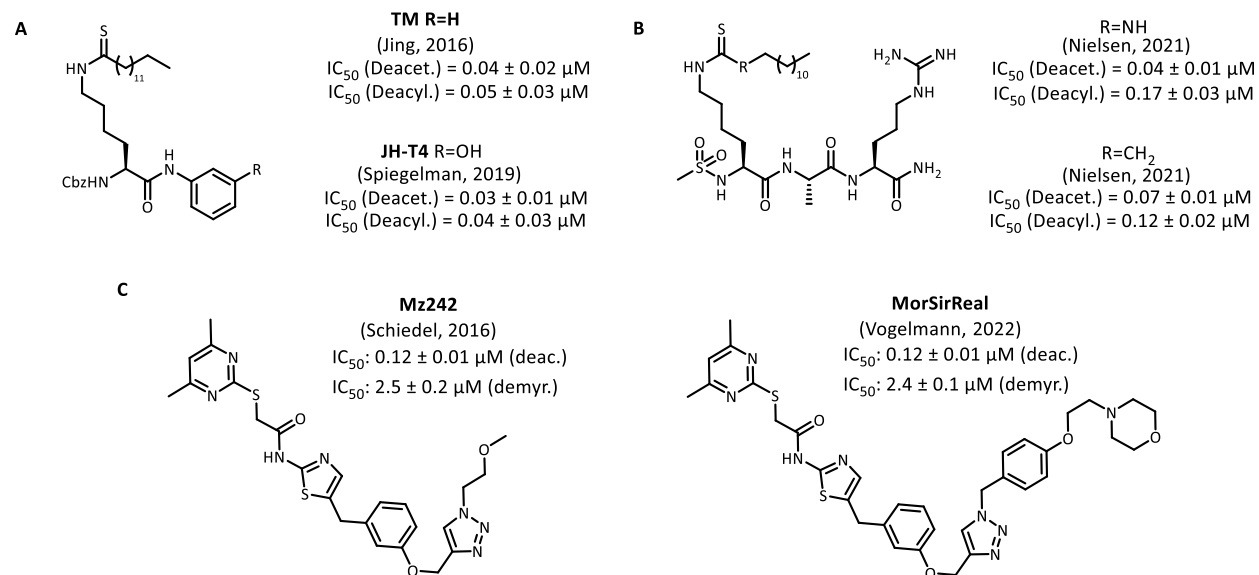 A
TM R=H
(Jing, 2016)
IC50 (Deacet.) = 0.04 ± 0.02 µM
IC50 (Deacyl.) = 0.05 ± 0.03 µM
JH-T4 R=OH
(Spiegelman, 2019)
IC50 (Deacet.) = 0.03 ± 0.01 µM
IC50 (Deacyl.) = 0.04 ± 0.03 µM
S
HN
11
H
N
R
CbzHN
O
B
R=NH
(Nielsen, 2021)
IC50 (Deacet.) = 0.04 ± 0.01 µM
IC50 (Deacyl.) = 0.17 ± 0.03 µM
R=CH2
(Nielsen, 2021)
IC50 (Deacet.) = 0.07 ± 0.01 µM
IC50 (Deacyl.) = 0.12 ± 0.02 µM
S
HN
R
10
H2N
NH
NH
O
O
S
N
H
O
H
N
O
N
H
NH2
O
C
Mz242
(Schiedel, 2016)
IC50: 0.12 ± 0.01 µM (deac.)
IC50: 2.5 ± 0.2 µM (demyr.)
N
N
S
O
HN
N
S
O
O
N
N
N
MorSirReal
(Vogelmann, 2022)
IC50: 0.12 ± 0.01 µM (deac.)
IC50: 2.4 ± 0.1 µM (demyr.)
N
N
S
O
HN
N
S
O
N
N
N
O
N
O